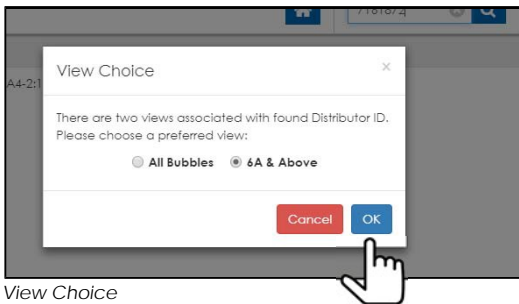 View Choice
×
A4-2:1
There are two views associated with found Distributor ID.
Please choose a preferred view:
All Bubbles 6A & Above
Cancel OK
View Choice